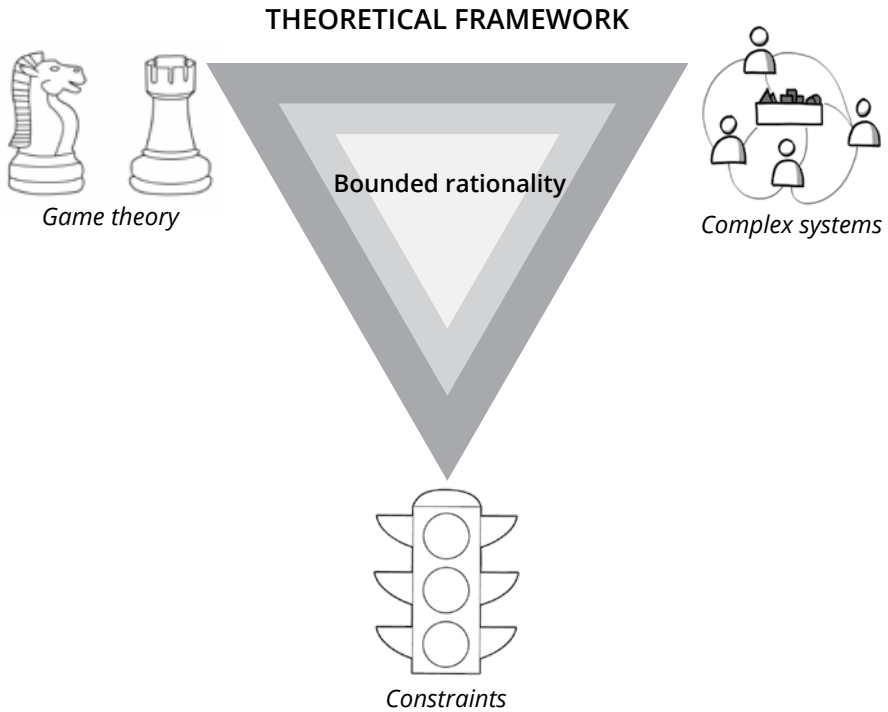 THEORETICAL FRAMEWORK
Game theory
Complex systems
Bounded rationality
Constraints